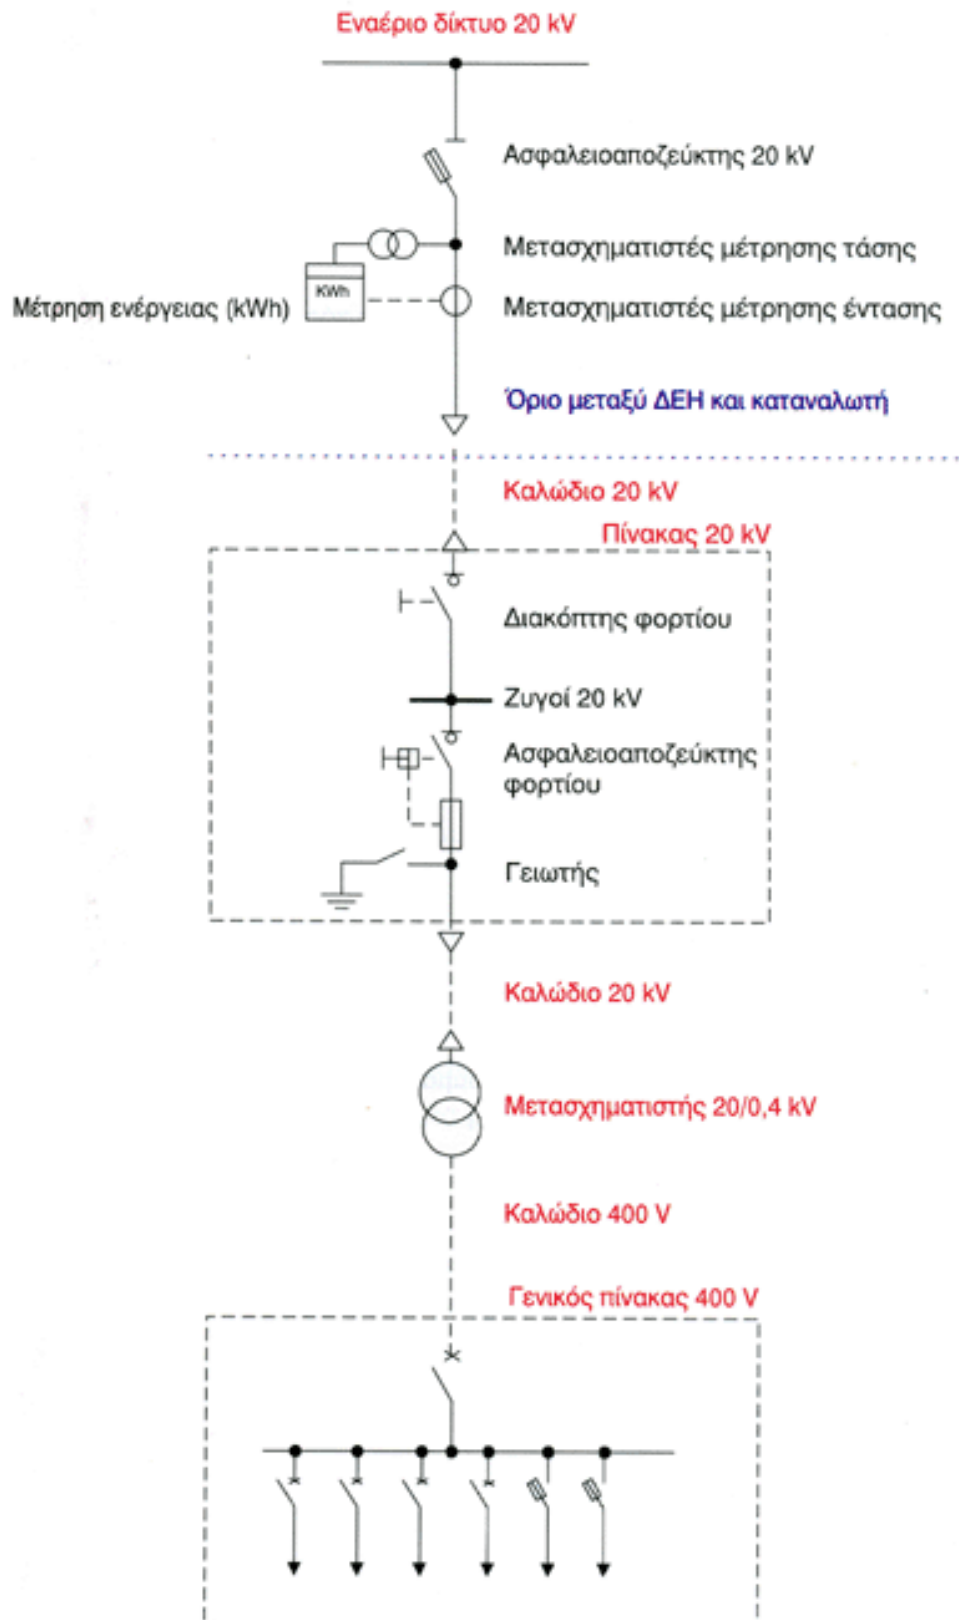 Εναέριο δίκτυο 20 kV
Ασφαλειοαποζεύκτης 20 kV
Μετασχηματιστές μέτρησης τάσης
KWh
Μέτρηση ενέργειας (kWh)
Μετασχηματιστές μέτρησης έντασης
Όριο μεταξύ ΔΕΗ και καταναλωτή
Καλώδιο 20 kV
Πίνακας 20 kV
Διακόπτης φορτίου
Ζυγοί 20 kV
Ασφαλειοαποζεύκτης
φορτίου
Γειωτής
Καλώδιο 20 kV
Μετασχηματιστής 20/0,4 kV
Καλώδιο 400 V
Γενικός πίνακας 400 V